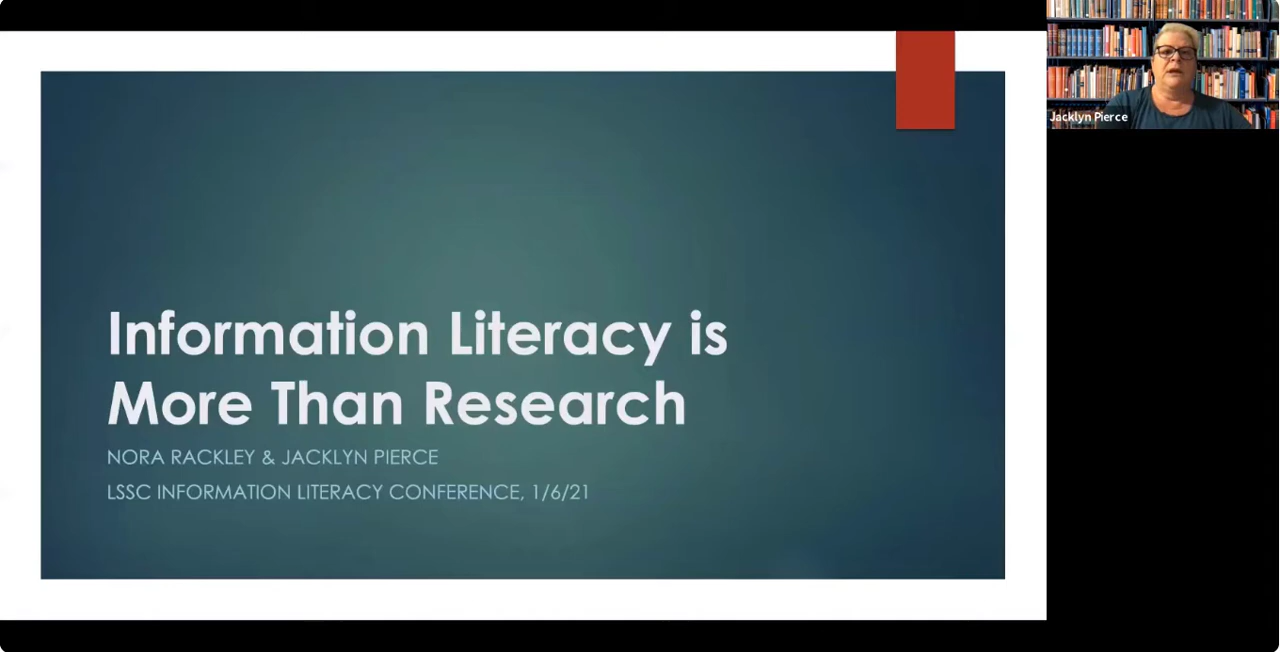 Information Literacy is
More Than Research
NORA RACKLEY & JACKLYN PIERCE
LSSC INFORMATION LITERACY CONFERENCE, 1/6/21
Jacklyn Pierce